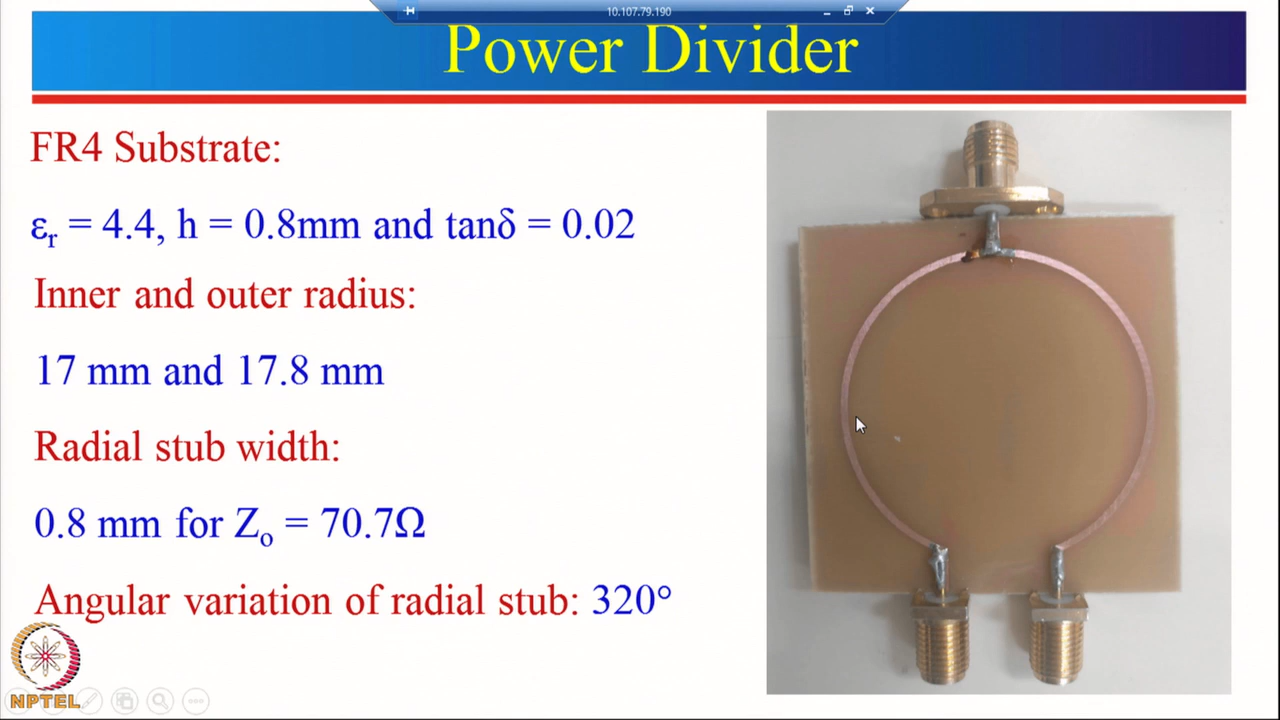 10.107.79.190
Power Divider
FR4 Substrate:
εr = 4.4, h = 0.8mm and tanδ = 0.02
Inner and outer radius:
17 mm and 17.8 mm
Radial stub width:
0.8 mm for Zo = 70.7Ω
Angular variation of radial stub: 320°
NPTEL